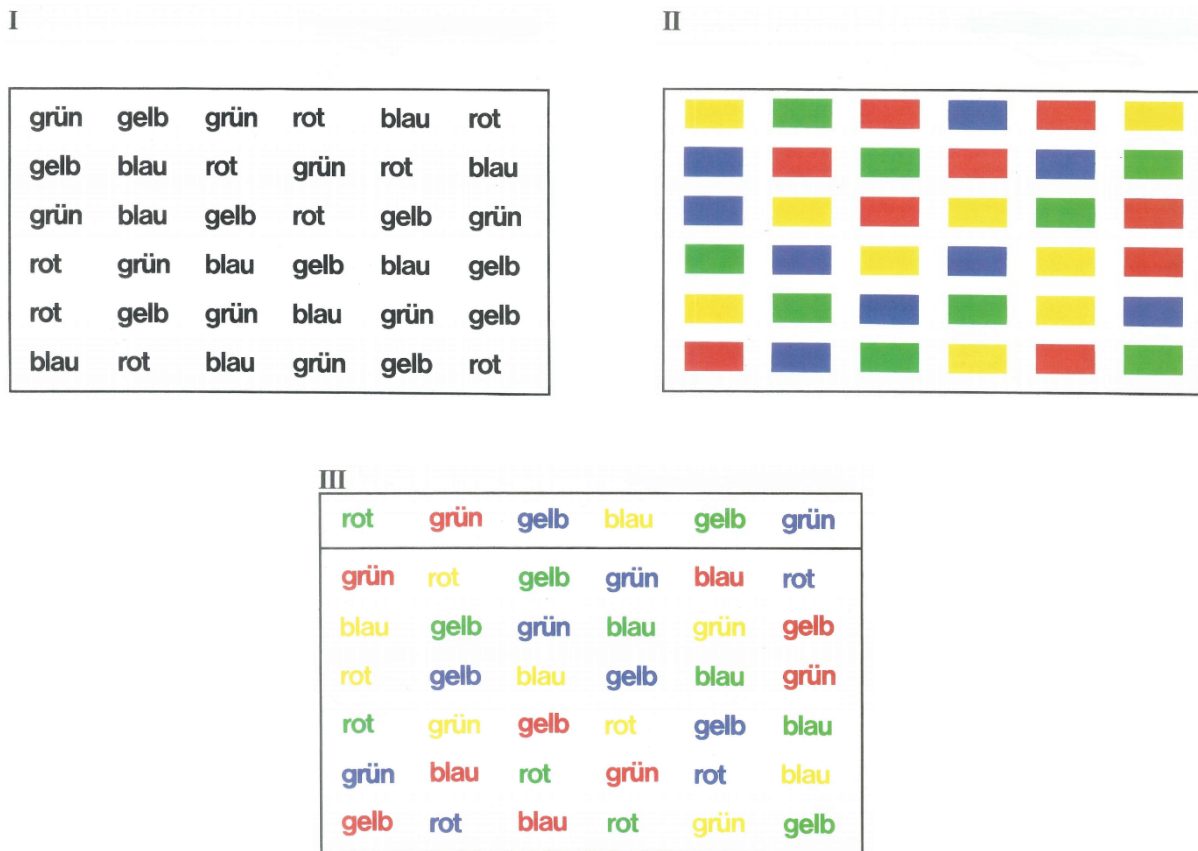 I
II
grün gelb grün rot blau rot
gelb blau rot grün rot blau
grün blau gelb rot gelb grün
rot grün blau gelb blau gelb
rot gelb grün blau grün gelb
blau rot blau grün gelb rot
III
rot grün gelb blau gelb grün
grün rot gelb grün blau rot
blau gelb grün blau grün gelb
rot gelb blau gelb blau grün
rot grün gelb rot gelb blau
grün blau rot grün rot blau
gelb rot blau rot grün gelb